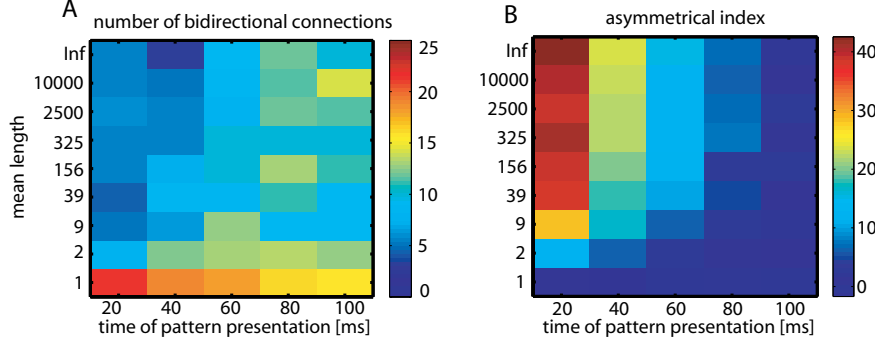 A
number of bidirectional connections
mean length
Inf
10000
2500
325
156
39
9
2
1
20 40 60 80 100
time of pattern presentation [ms]
25
20
15
10
5
0
B
asymmetrical index
Inf
10000
2500
325
156
39
9
2
1
20 40 60 80 100
time of pattern presentation [ms]
40
30
20
10
0